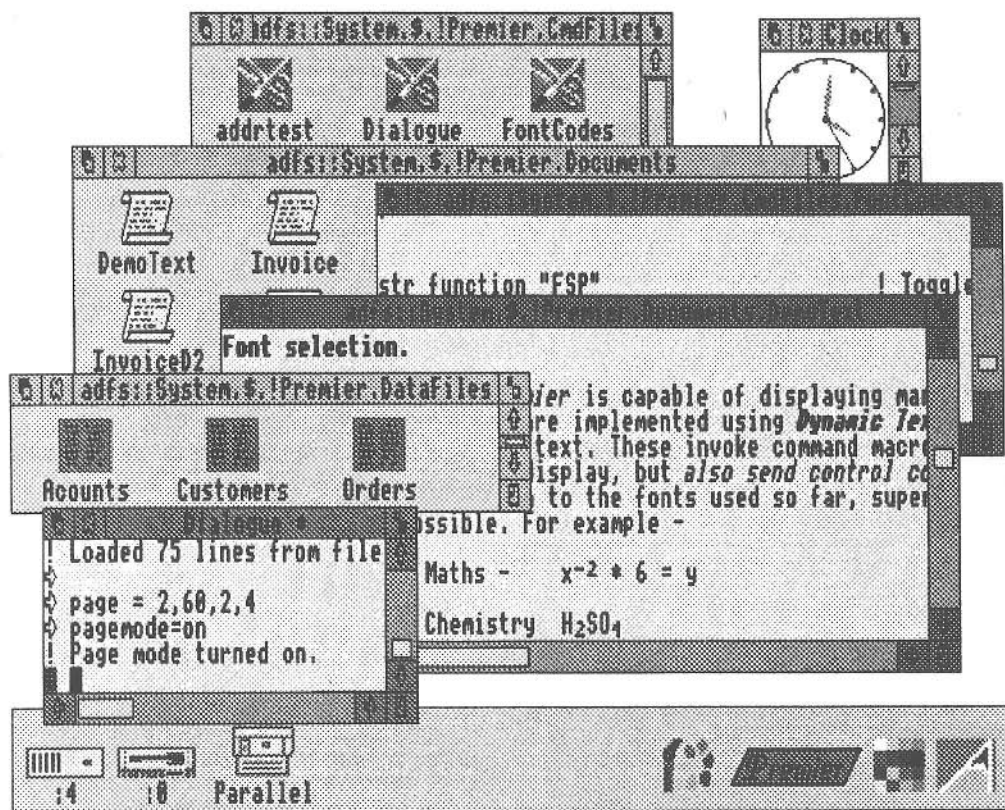 adfs::System.$.!Premier.CmdFiles
Clock
addrtest Dialogue FontCodes
adfs::System.$.!Premier.Documents
DemoText Invoice
str function "FSP" ! Toggle
InvoiceD2
Font selection.
adfs::System.$.!Premier.DataFiles
ier is capable of displaying man
re implemented using Dynamic Tex
text. These invoke command macro
isplay, but also send control co
to the fonts used so far, super
Acounts Customers Orders
ossible. For example -
Dialogue *
! Loaded 75 lines from file
Maths - x-2 * 6 = y
page = 2,60,2,4
pagemode=on
Chemistry H2SO4
! Page mode turned on.
:4 :0 Parallel
Premier